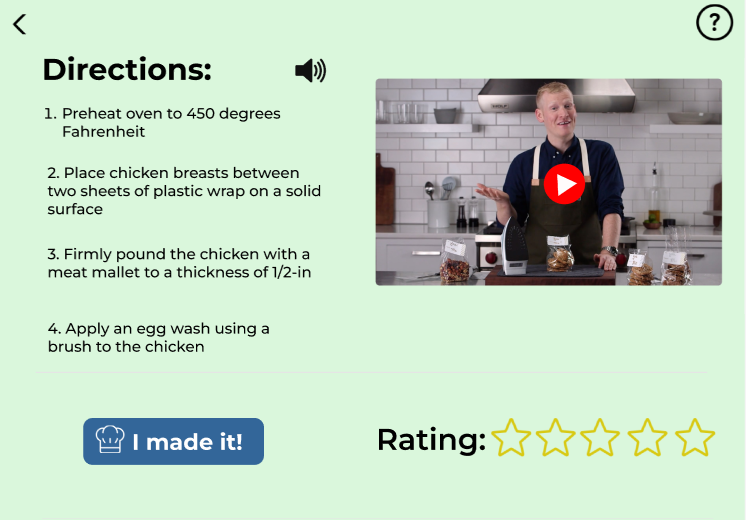 ?
Directions:
1. Preheat oven to 450 degrees
Fahrenheit
2. Place chicken breasts between
two sheets of plastic wrap on a solid
surface
3. Firmly pound the chicken with a
meat mallet to a thickness of 1/2-in
4. Apply an egg wash using a
brush to the chicken
I made it!
Rating: